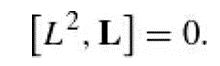 [L², **L**] = 0.